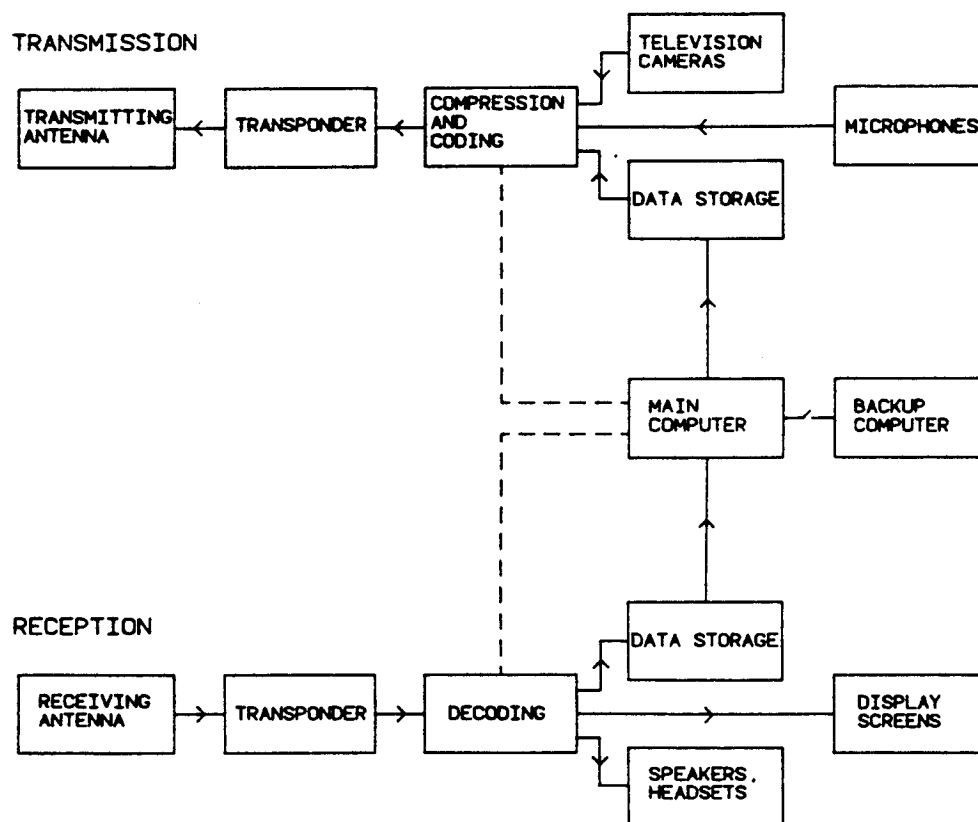 TRANSMISSION
TELEVISION
CAMERAS
TRANSMITTING
ANTENNA
TRANSPONDER
COMPRESSION
AND
CODING
MICROPHONES
DATA STORAGE
MAIN
COMPUTER
BACKUP
COMPUTER
RECEPTION
DATA STORAGE
RECEIVING
ANTENNA
TRANSPONDER
DECODING
DISPLAY
SCREENS
SPEAKERS,
HEADSETS